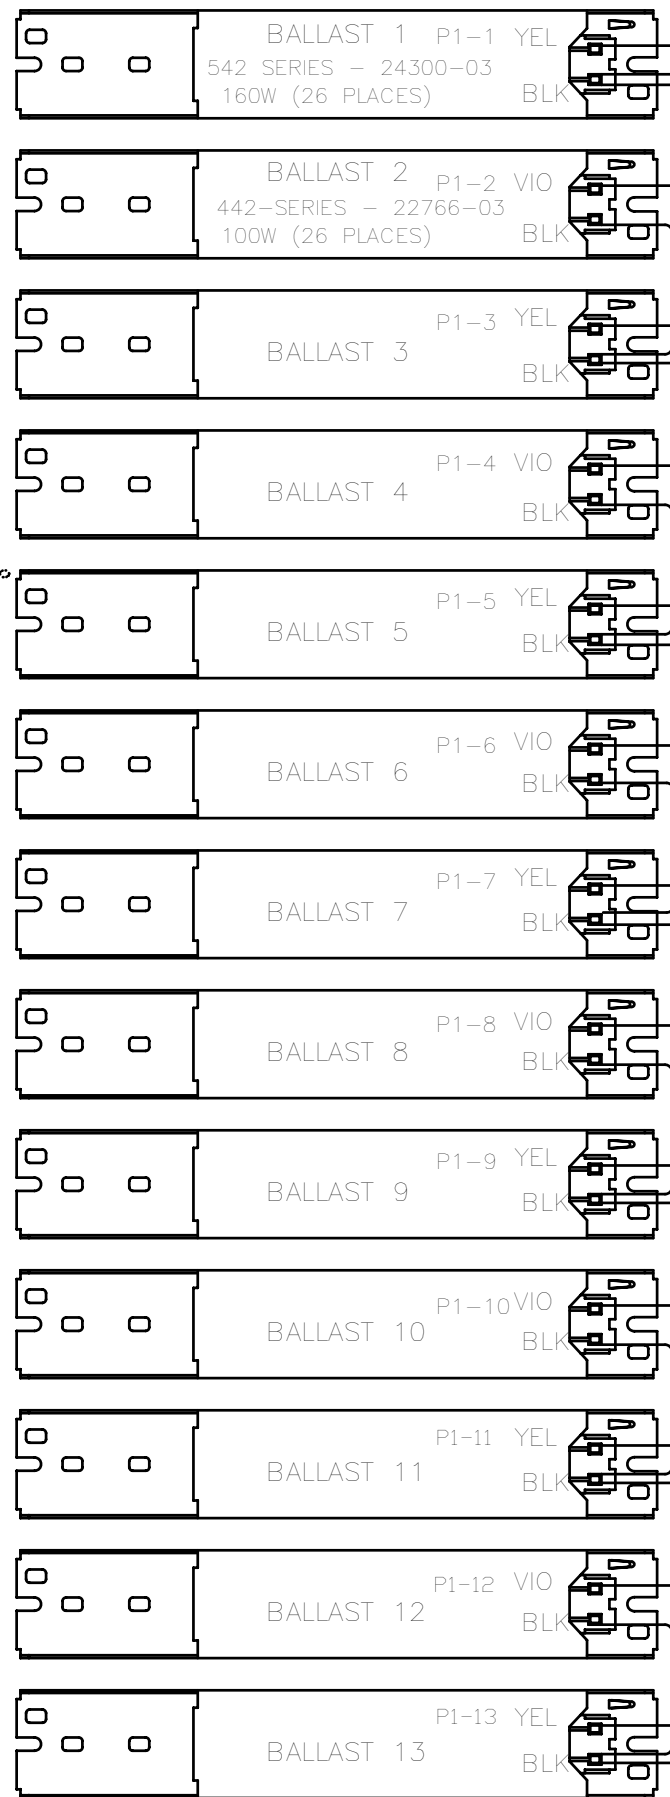 BALLAST 1 P1-1 YEL
542 SERIES - 24300-03
160W (26 PLACES) BLK
BALLAST 2 P1-2 VIO
442-SERIES - 22766-03
100W (26 PLACES) BLK
P1-3 YEL
BALLAST 3
BLK
P1-4 VIO
BALLAST 4
BLK
P1-5 YEL
BALLAST 5
BLK
P1-6 VIO
BALLAST 6
BLK
P1-7 YEL
BALLAST 7
BLK
P1-8 VIO
BALLAST 8
BLK
P1-9 YEL
BALLAST 9
BLK
P1-10 VIO
BALLAST 10
BLK
P1-11 YEL
BALLAST 11
BLK
P1-12 VIO
BALLAST 12
BLK
P1-13 YEL
BALLAST 13
BLK